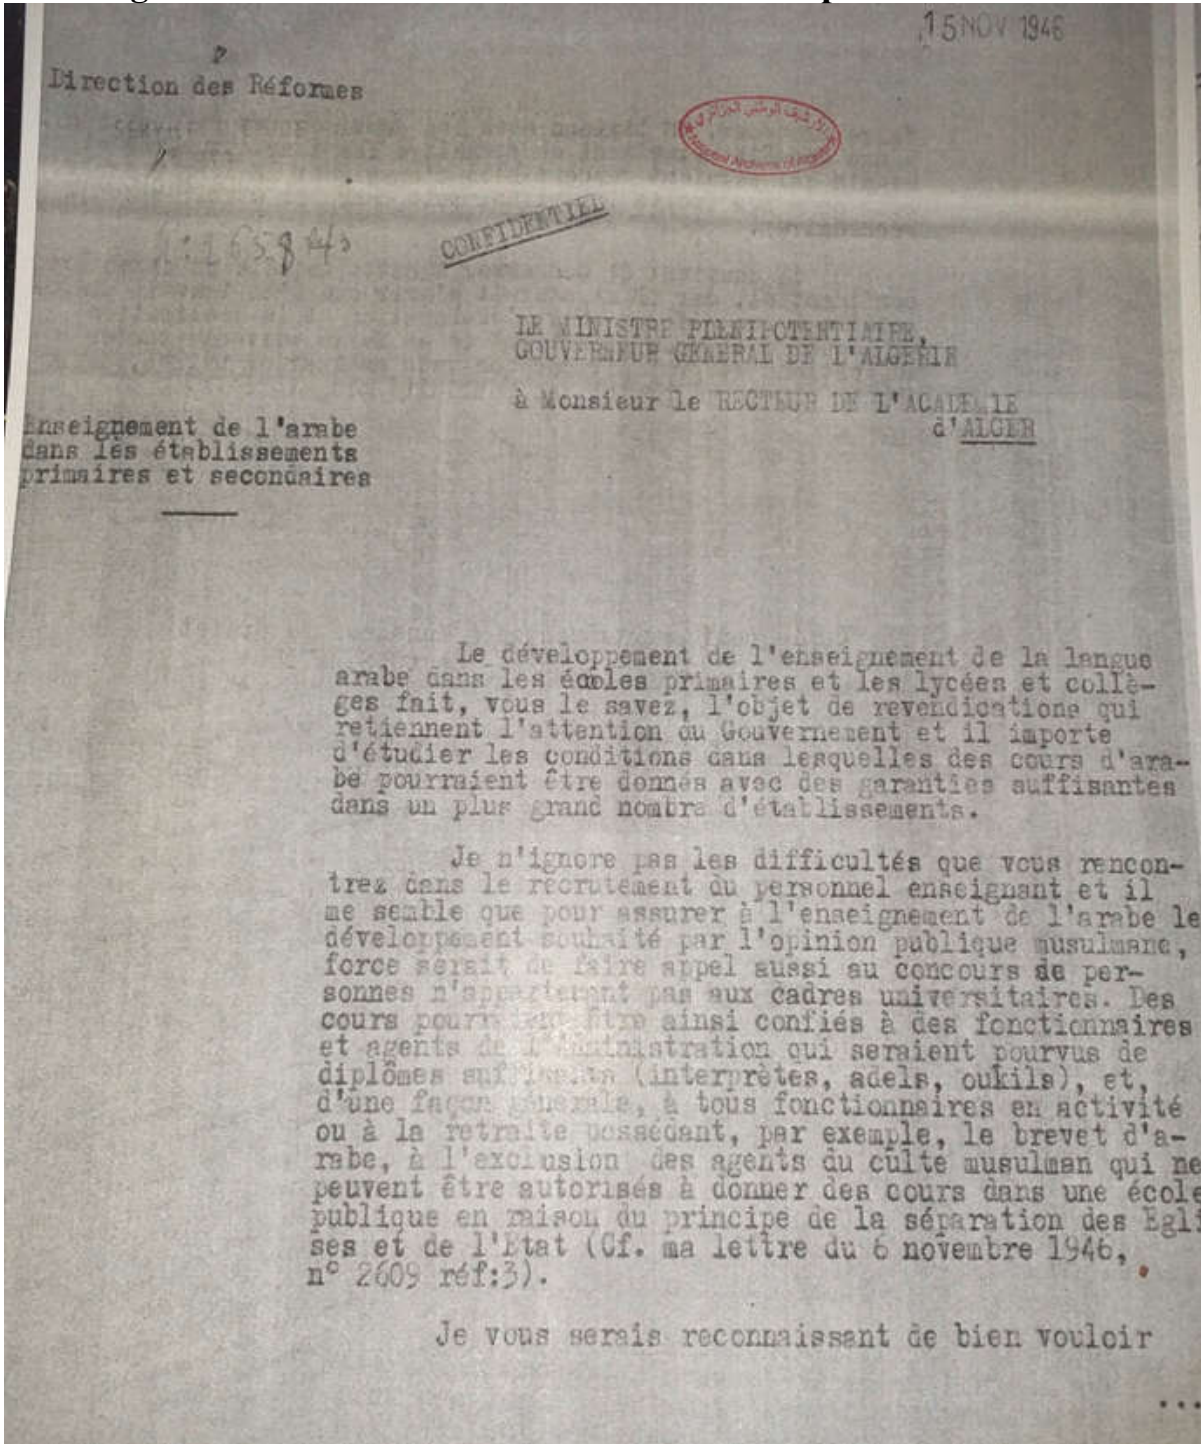 15 NOV 1946
Direction des Réformes
الأرشيف الوطني الجزائري
National Archives of Algeria
CONFIDENTIEL
LE MINISTRE PLENIPOTENTIAIRE,
GOUVERNEUR GENERAL DE L'ALGERIE
à Monsieur le RECTEUR DE L'ACADEMIE
d'ALGER
Enseignement de l'arabe
dans les établissements
primaires et secondaires
Le développement de l'enseignement de la langue
arabe dans les écoles primaires et les lycées et collè-
ges fait, vous le savez, l'objet de revendications qui
retiennent l'attention du Gouvernement et il importe
d'étudier les conditions dans lesquelles des cours d'ara-
be pourraient être donnés avec des garanties suffisantes
dans un plus grand nombre d'établissements.
Je n'ignore pas les difficultés que vous rencon-
trez dans le recrutement du personnel enseignant et il
me semble que pour assurer à l'enseignement de l'arabe le
développement souhaité par l'opinion publique musulmane,
force serait de faire appel aussi au concours de per-
sonnes n'appartenant pas aux cadres universitaires. Des
cours pourraient être ainsi confiés à des fonctionnaires
et agents de l'Administration qui seraient pourvus de
diplômes suffisants (interprètes, adels, oukils), et,
d'une façon générale, à tous fonctionnaires en activité
ou à la retraite possédant, par exemple, le brevet d'a-
rabe, à l'exclusion des agents du culte musulman qui ne
peuvent être autorisés à donner des cours dans une école
publique en raison du principe de la séparation des Egli
ses et de l'Etat (Cf. ma lettre du 6 novembre 1946,
n° 2609 réf:3).
Je vous serais reconnaissant de bien vouloir
...